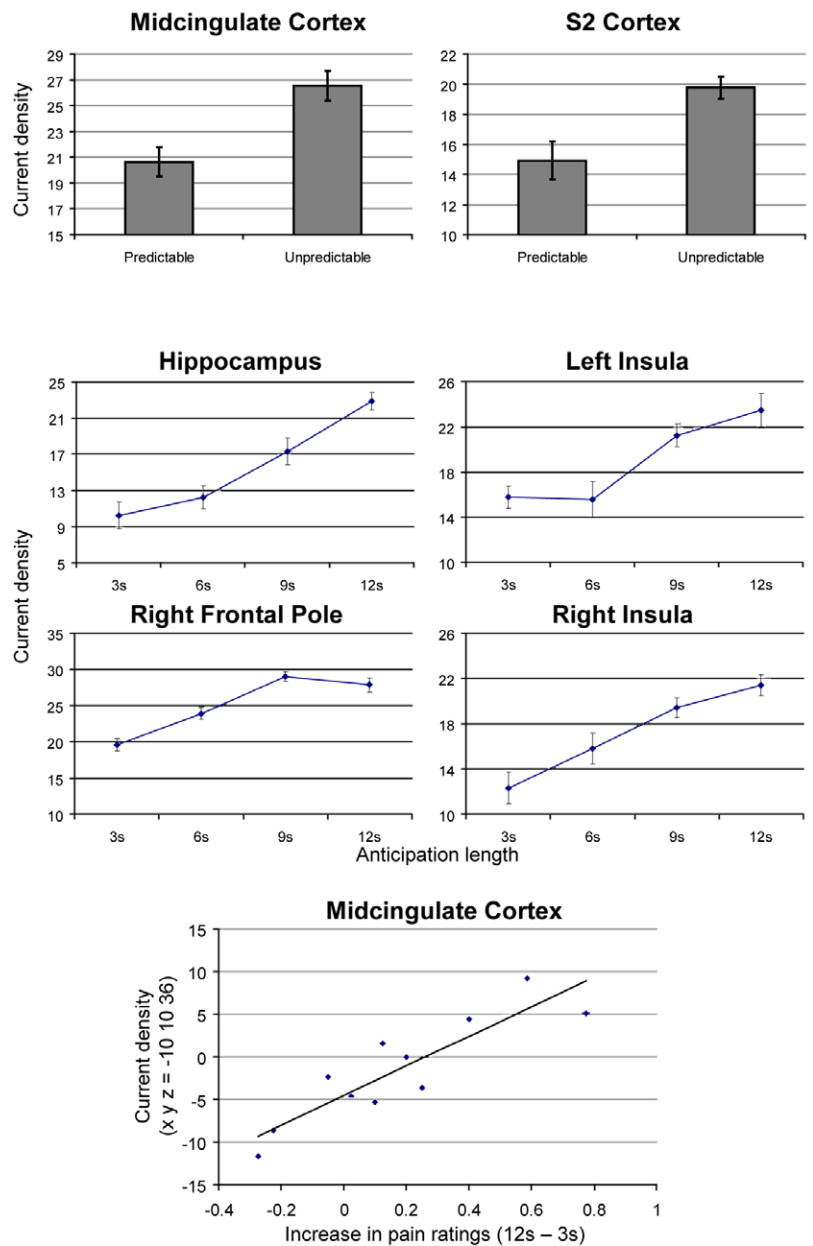 Midcingulate Cortex
S2 Cortex
Current density
29
27
25
23
21
19
17
15
Predictable
Unpredictable
22
20
18
16
14
12
10
Predictable
Unpredictable
Hippocampus
Left Insula
Current density
25
21
17
13
9
5
3s
6s
9s
12s
26
22
18
14
10
3s
6s
9s
12s
Right Frontal Pole
Right Insula
35
30
25
20
15
10
3s
6s
9s
12s
26
22
18
14
10
3s
6s
9s
12s
Anticipation length
Midcingulate Cortex
Current density
(x y z = -10 10 36)
15
10
5
0
-5
-10
-15
-0.4
-0.2
0
0.2
0.4
0.6
0.8
1
Increase in pain ratings (12s – 3s)